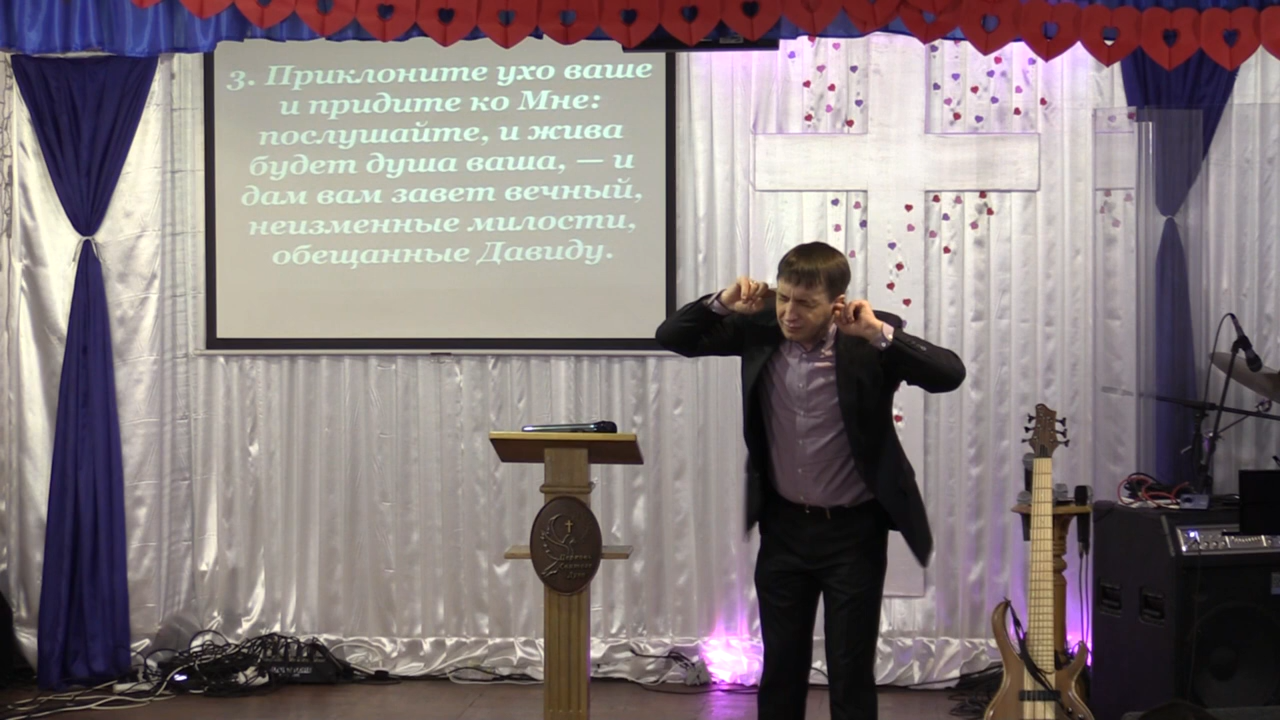 3. Приклоните ухо ваше
и придите ко Мне:
послушайте, и жива
будет душа ваша, — и
дам вам завет вечный,
неизменные милости,
обещанные Давиду.